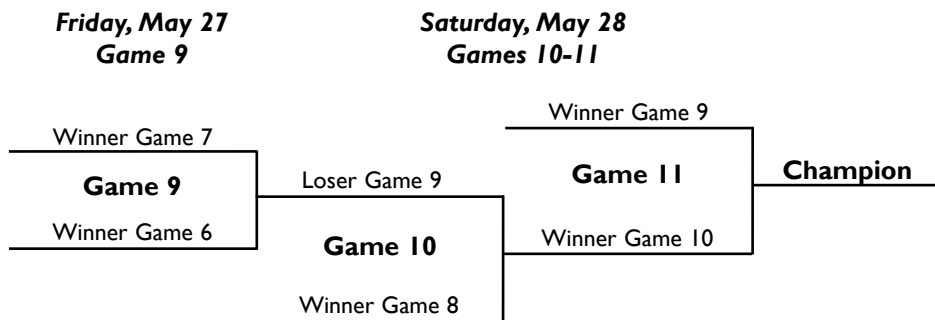 Friday, May 27
Game 9
Saturday, May 28
Games 10-11
Winner Game 7
Game 9
Winner Game 6
Loser Game 9
Game 10
Winner Game 8
Winner Game 9
Game 11
Winner Game 10
Champion